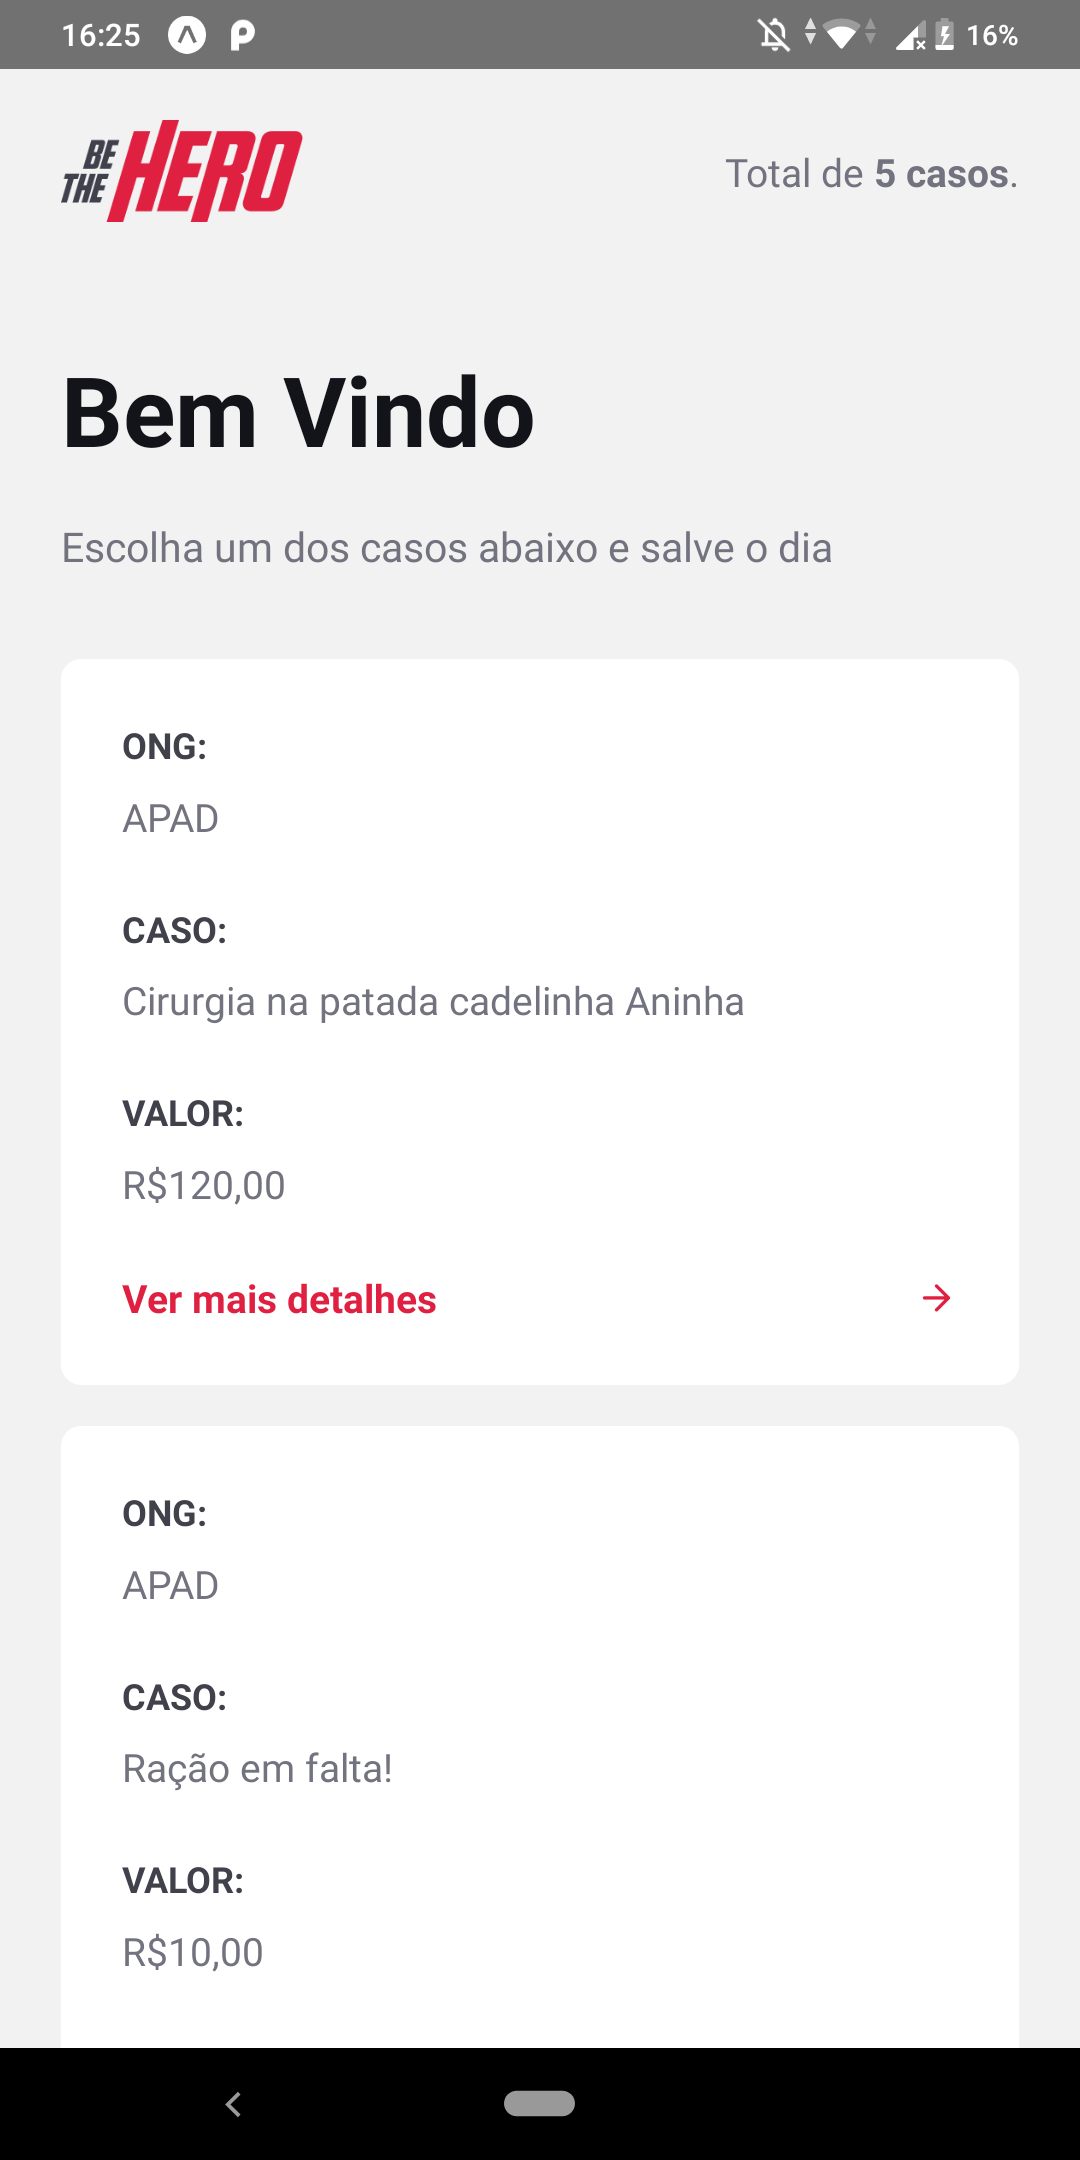 16:25
16%
BE
THE
HERO
Total de 5 casos.
Bem Vindo
Escolha um dos casos abaixo e salve o dia
ONG:
APAD
CASO:
Cirurgia na patada cadelinha Aninha
VALOR:
R$120,00
Ver mais detalhes
ONG:
APAD
CASO:
Ração em falta!
VALOR:
R$10,00